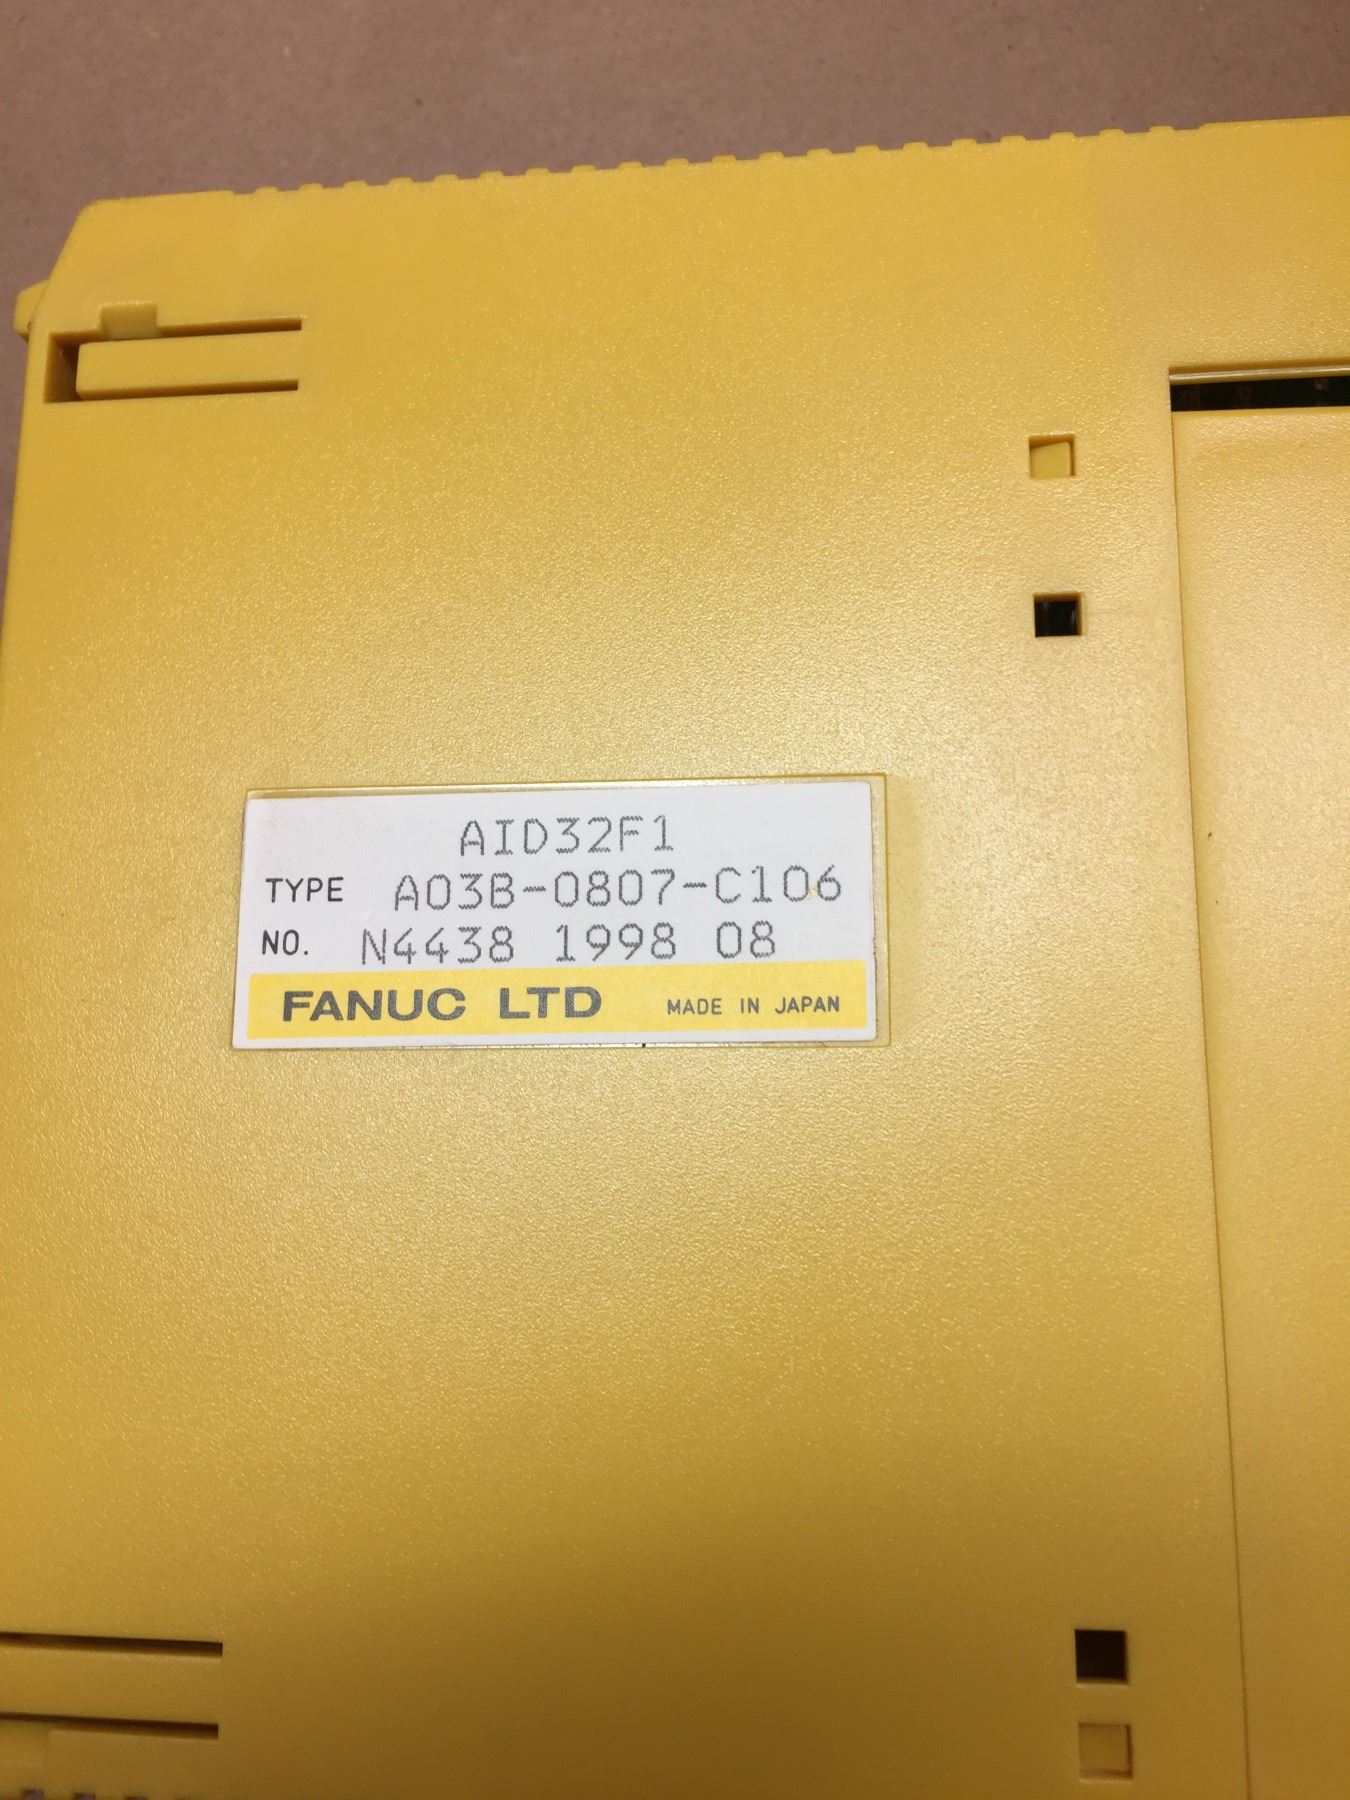 AID32F1
TYPE A03B-0807-C106
NO. N4438 1998 08
FANUC LTD MADE IN JAPAN